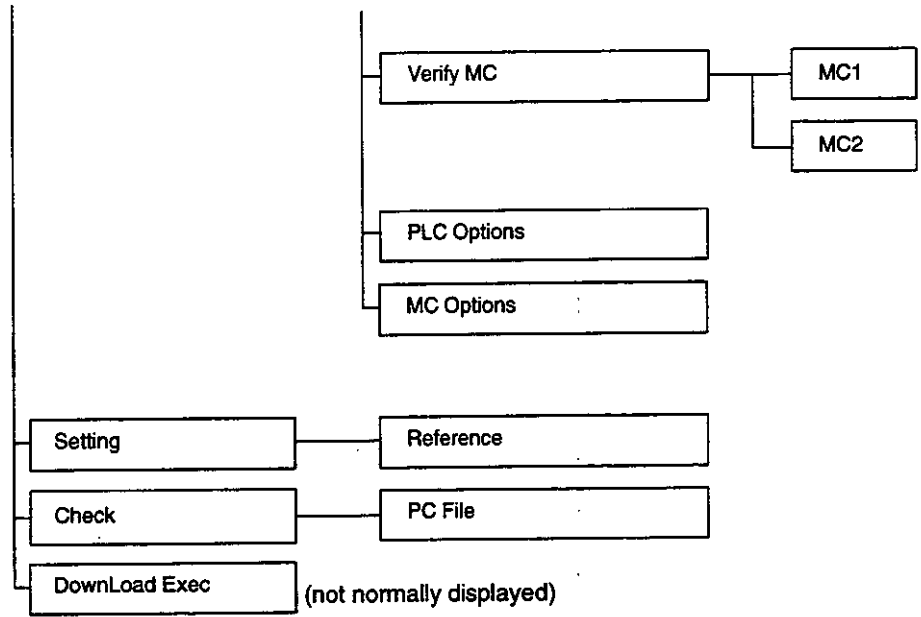 Verify MC
MC1
MC2
PLC Options
MC Options
Setting
Reference
Check
PC File
DownLoad Exec
(not normally displayed)